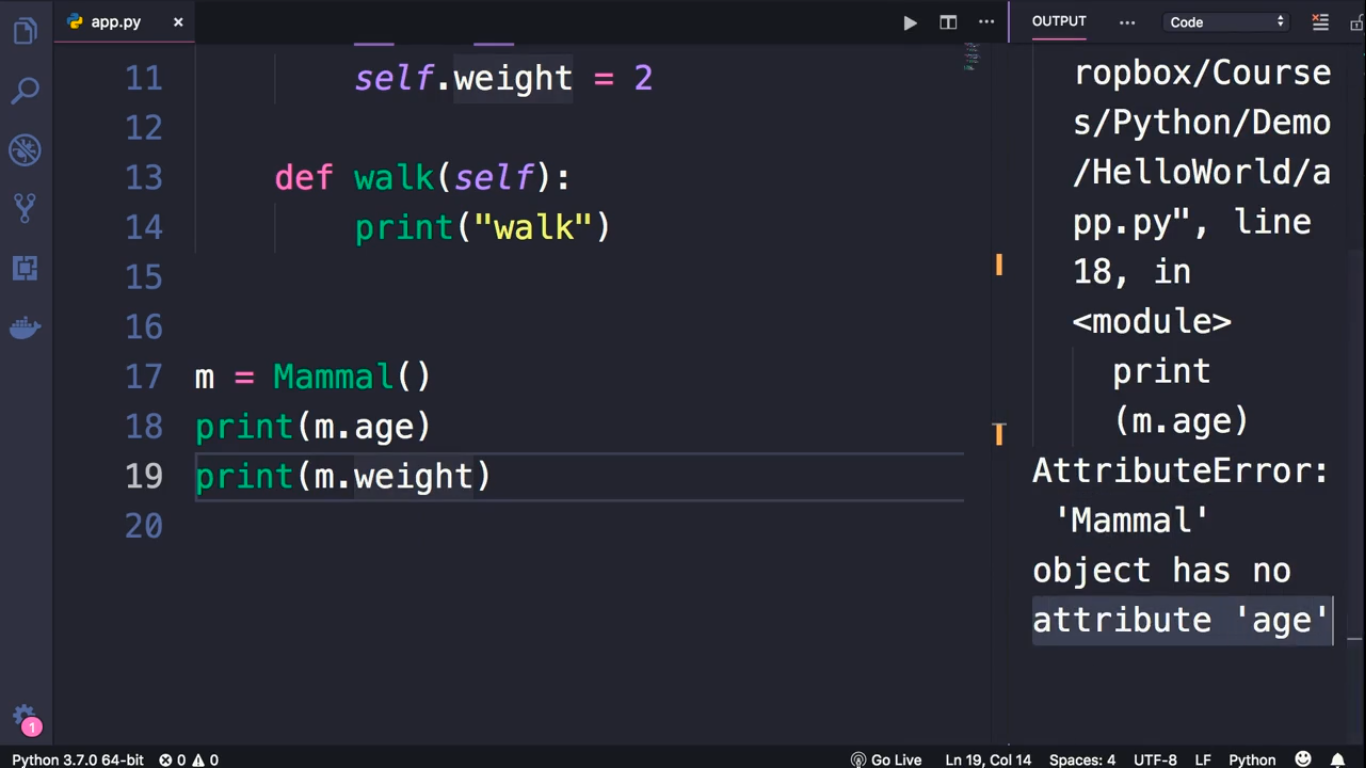 app.py
OUTPUT
Code
11 self.weight = 2
12
13 def walk(self):
14 print("walk")
15
16
17 m = Mammal()
18 print(m.age)
19 print(m.weight)
20
ropbox/Course
s/Python/Demo
/HelloWorld/a
pp.py", line
18, in
<module>
print
(m.age)
AttributeError:
'Mammal'
object has no
attribute 'age'
1
Python 3.7.0 64-bit 0 0 Go Live Ln 19, Col 14 Spaces: 4 UTF-8 LF Python